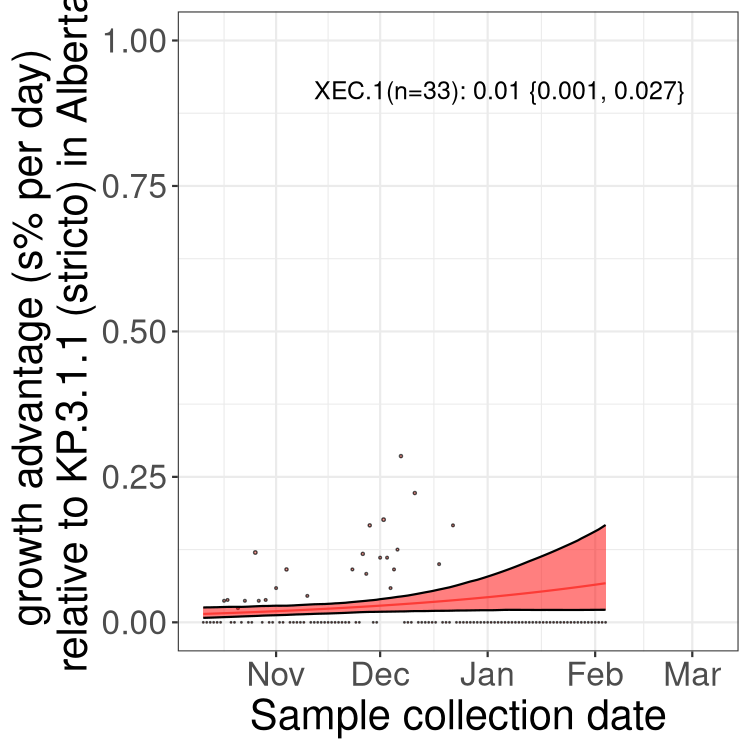 growth advantage (s% per day)
relative to KP.3.1.1 (stricto) in Alberta
1.00
0.75
0.50
0.25
0.00
XEC.1(n=33): 0.01 {0.001, 0.027}
Nov Dec Jan Feb Mar
Sample collection date